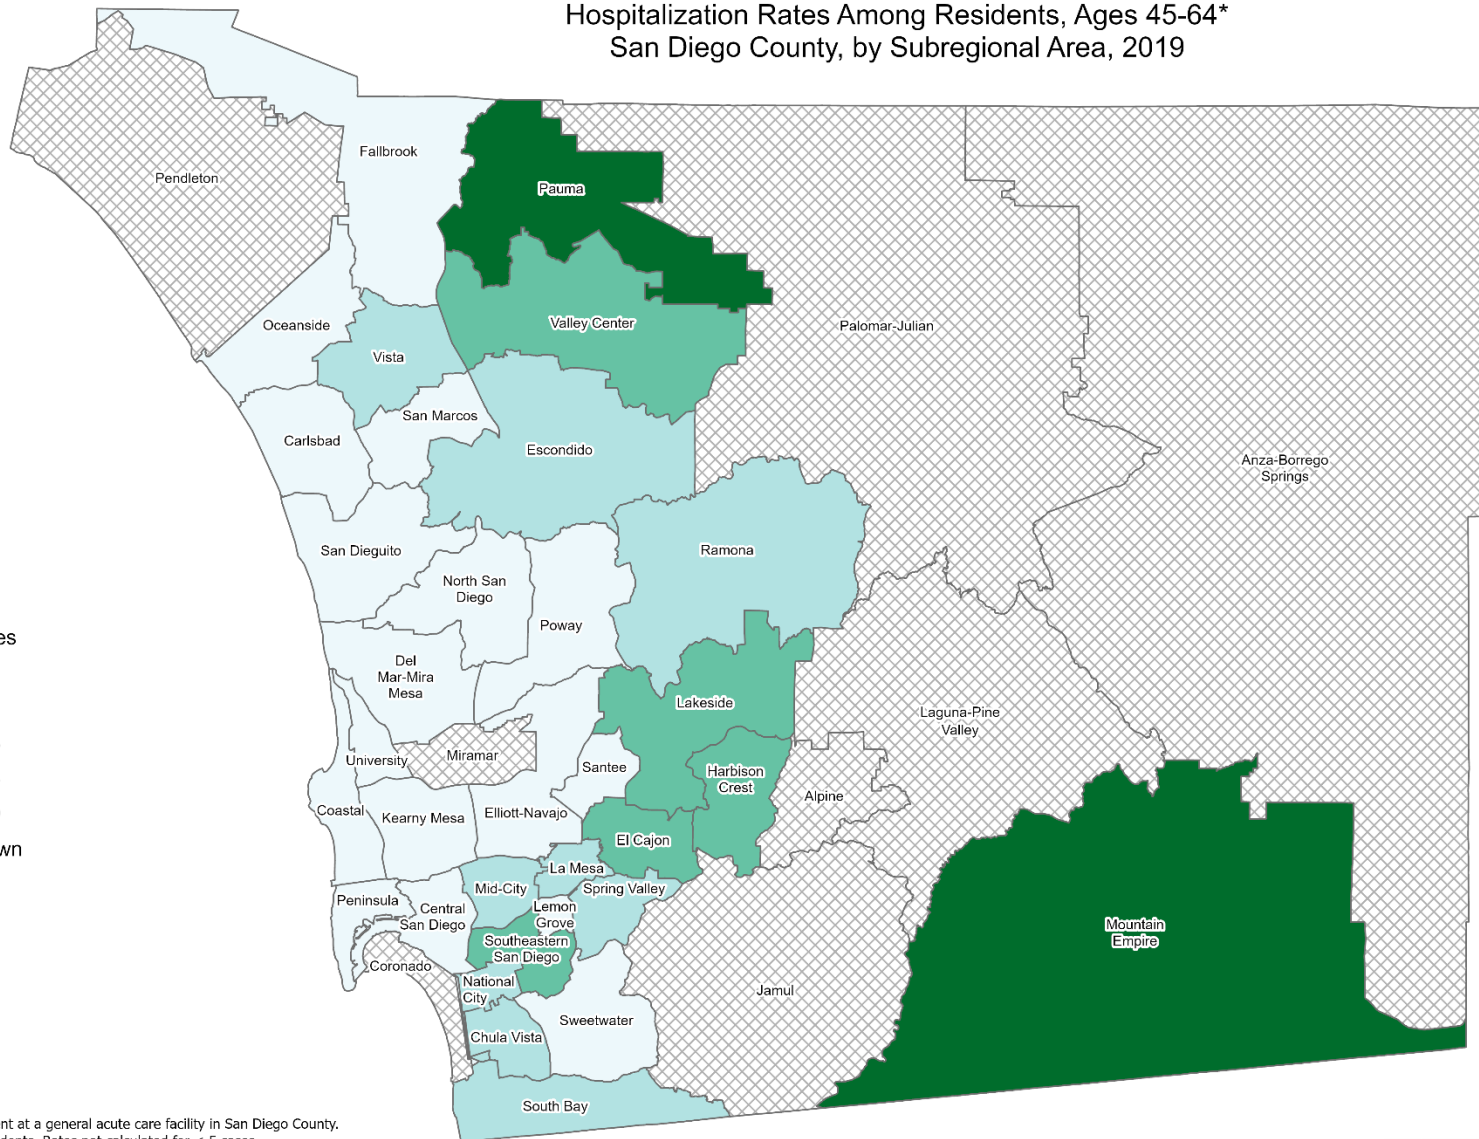 Hospitalization Rates Among Residents, Ages 45-64*
San Diego County, by Subregional Area, 2019
Fallbrook
Pendleton
Pauma
Oceanside
Valley Center
Palomar-Julian
Vista
San Marcos
Carlsbad
Escondido
Anza-Borrego
Springs
San Dieguito
Ramona
North San
Diego
Poway
es
Del
Mar-Mira
Mesa
Lakeside
Laguna-Pine
Valley
University
Miramar
Santee
Harbison
Crest
Alpine
Coastal
Kearny Mesa
Elliott-Navajo
El Cajon
wn
La Mesa
Mid-City
Spring Valley
Peninsula
Central
San Diego
Lemon
Grove
Southeastern
San Diego
Mountain
Empire
Coronado
National
City
Jamul
Sweetwater
Chula Vista
South Bay
nt at a general acute care facility in San Diego County.